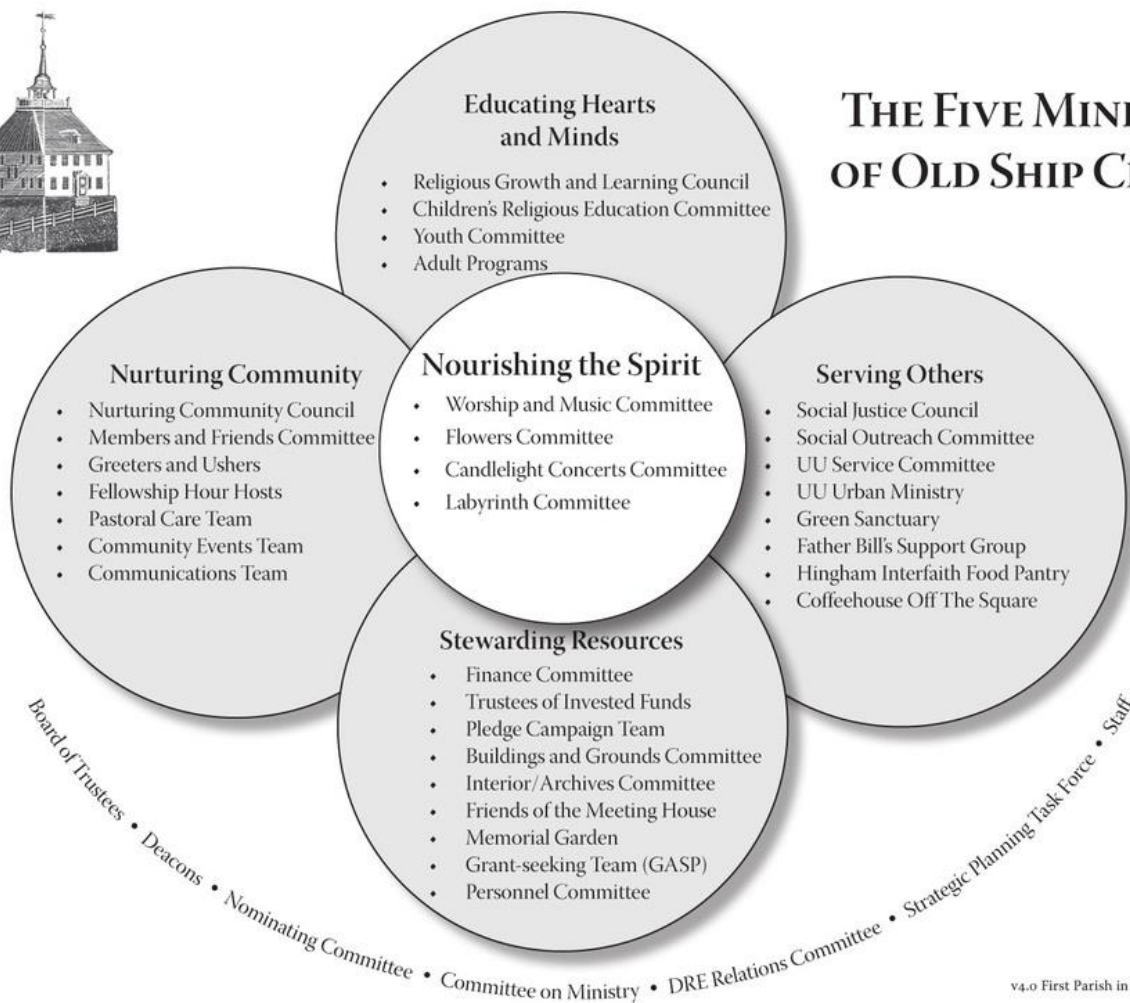 THE FIVE MINI
OF OLD SHIP C
Educating Hearts
and Minds
• Religious Growth and Learning Council
• Children's Religious Education Committee
• Youth Committee
• Adult Programs
Nurturing Community
• Nurturing Community Council
• Members and Friends Committee
• Greeters and Ushers
• Fellowship Hour Hosts
• Pastoral Care Team
• Community Events Team
• Communications Team
Nourishing the Spirit
• Worship and Music Committee
• Flowers Committee
• Candlelight Concerts Committee
• Labyrinth Committee
Serving Others
• Social Justice Council
• Social Outreach Committee
• UU Service Committee
• UU Urban Ministry
• Green Sanctuary
• Father Bill's Support Group
• Hingham Interfaith Food Pantry
• Coffeehouse Off The Square
Stewarding Resources
• Finance Committee
• Trustees of Invested Funds
• Pledge Campaign Team
• Buildings and Grounds Committee
• Interior/Archives Committee
• Friends of the Meeting House
• Memorial Garden
• Grant-seeking Team (GASP)
• Personnel Committee
Board of Trustees • Deacons • Nominating Committee • Committee on Ministry • DRE Relations Committee • Strategic Planning Task Force • Staff
v4.0 First Parish in